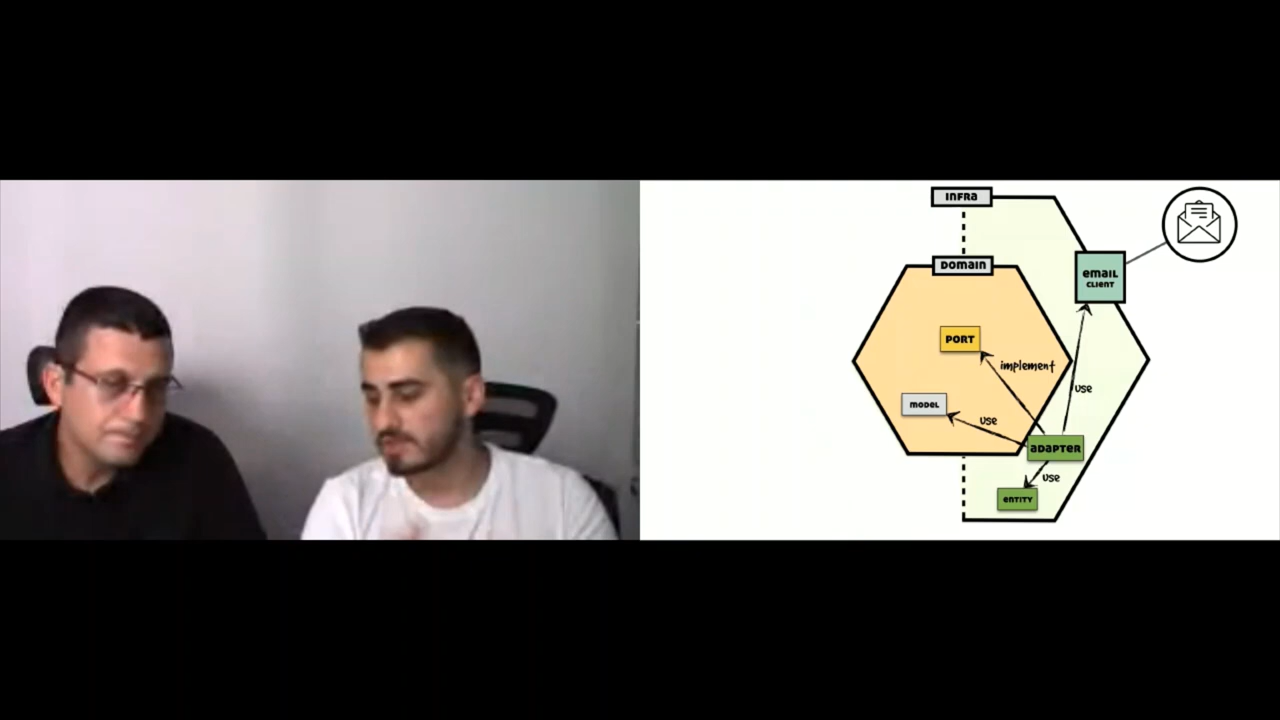 INFRA
DOMAIN
EMAIL
CLIENT
PORT
implement
use
MODEL
use
ADAPTER
use
ENTITY